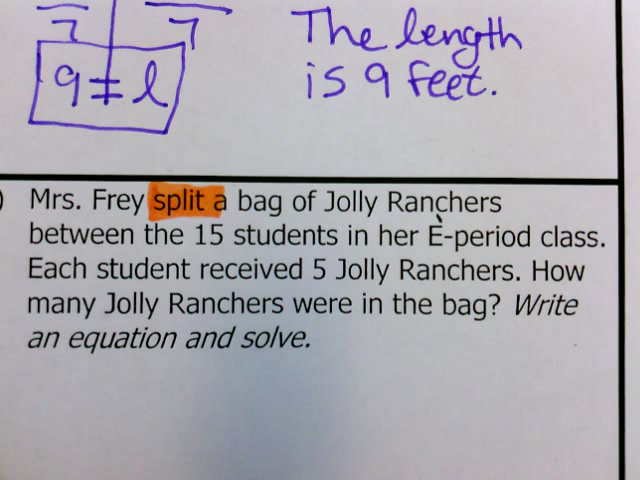 7 7
9 = l
The length
is 9 feet.
)
Mrs. Frey split a bag of Jolly Ranchers
between the 15 students in her È-period class.
Each student received 5 Jolly Ranchers. How
many Jolly Ranchers were in the bag? Write
an equation and solve.